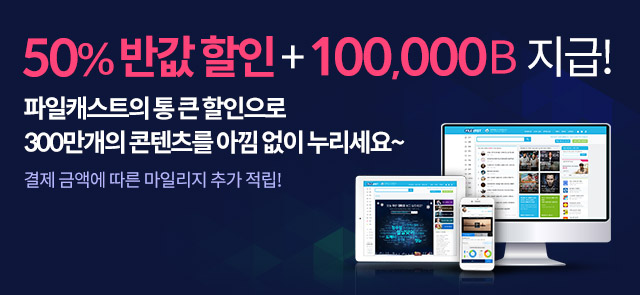 50% 반값 할인 + 100,000B 지급!
파일캐스트의 통 큰 할인으로
300만개의 콘텐츠를 아낌 없이 누리세요~
결제 금액에 따른 마일리지 추가 적립!